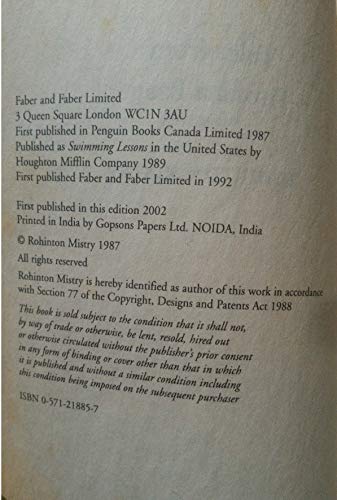 Faber and Faber Limited
3 Queen Square London WC1N 3AU
First published in Penguin Books Canada Limited 1987
Published as Swimming Lessons in the United States by
Houghton Mifflin Company 1989
First published Faber and Faber Limited in 1992
First published in this edition 2002
Printed in India by Gopsons Papers Ltd. NOIDA, India
© Rohinton Mistry 1987
All rights reserved
Rohinton Mistry is hereby identified as author of this work in accordance
with Section 77 of the Copyright, Designs and Patents Act 1988
This book is sold subject to the condition that it shall not,
by way of trade or otherwise, be lent, resold, hired out
or otherwise circulated without the publisher's prior consent
in any form of binding or cover other than that in which
it is published and without a similar condition including
this condition being imposed on the subsequent purchaser
ISBN 0-571-21885-7